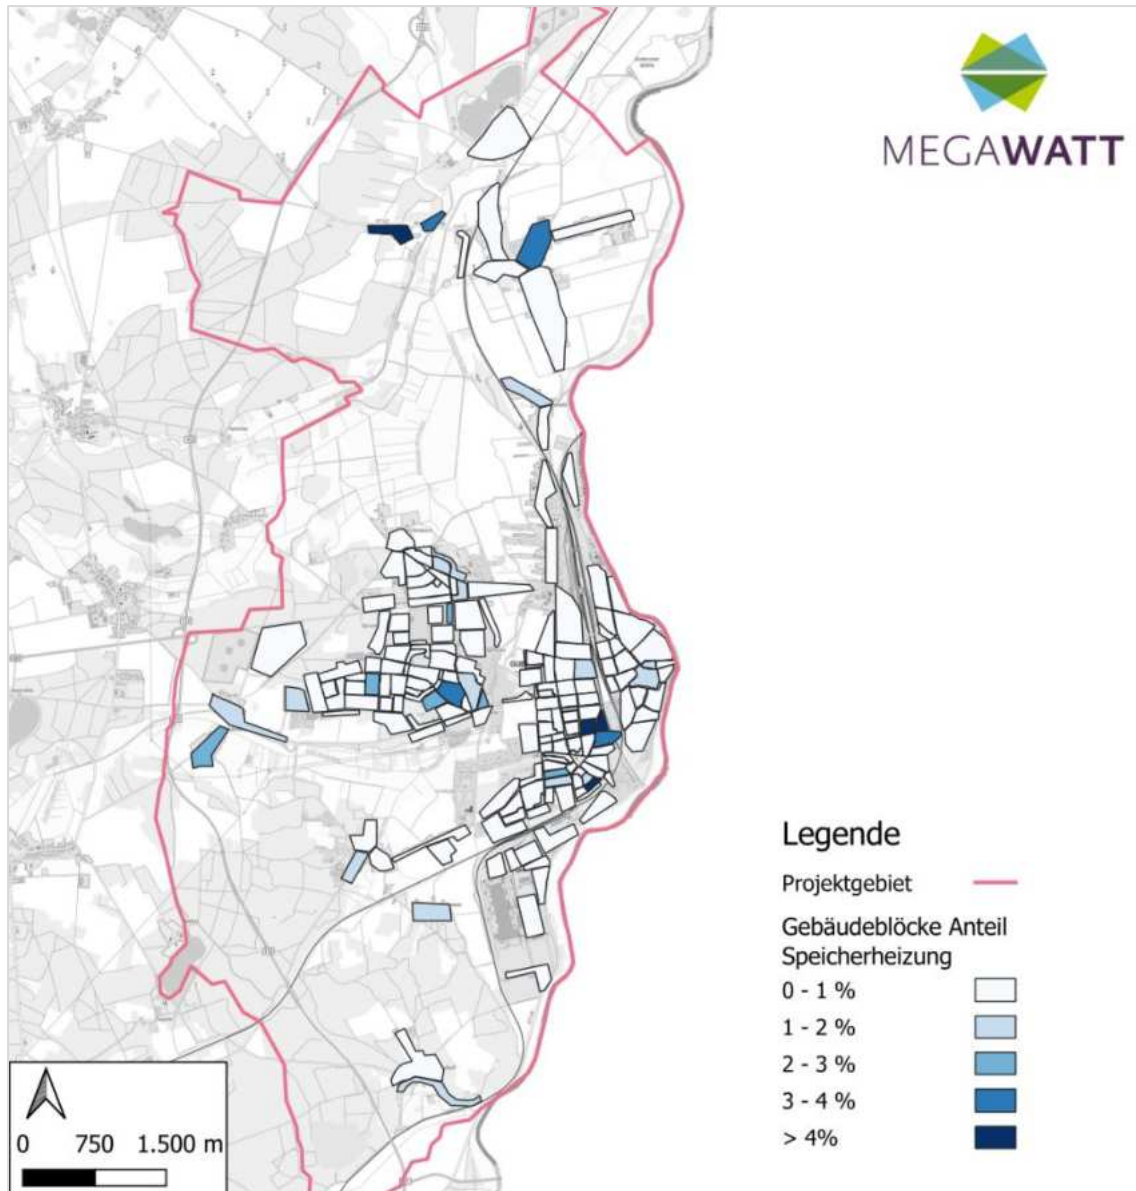 MEGAWATT
Legende
Projektgebiet
Gebäudeblöcke Anteil
Speicherheizung
0 - 1 %
1 - 2 %
2 - 3 %
3 - 4 %
> 4%
0 750 1.500 m